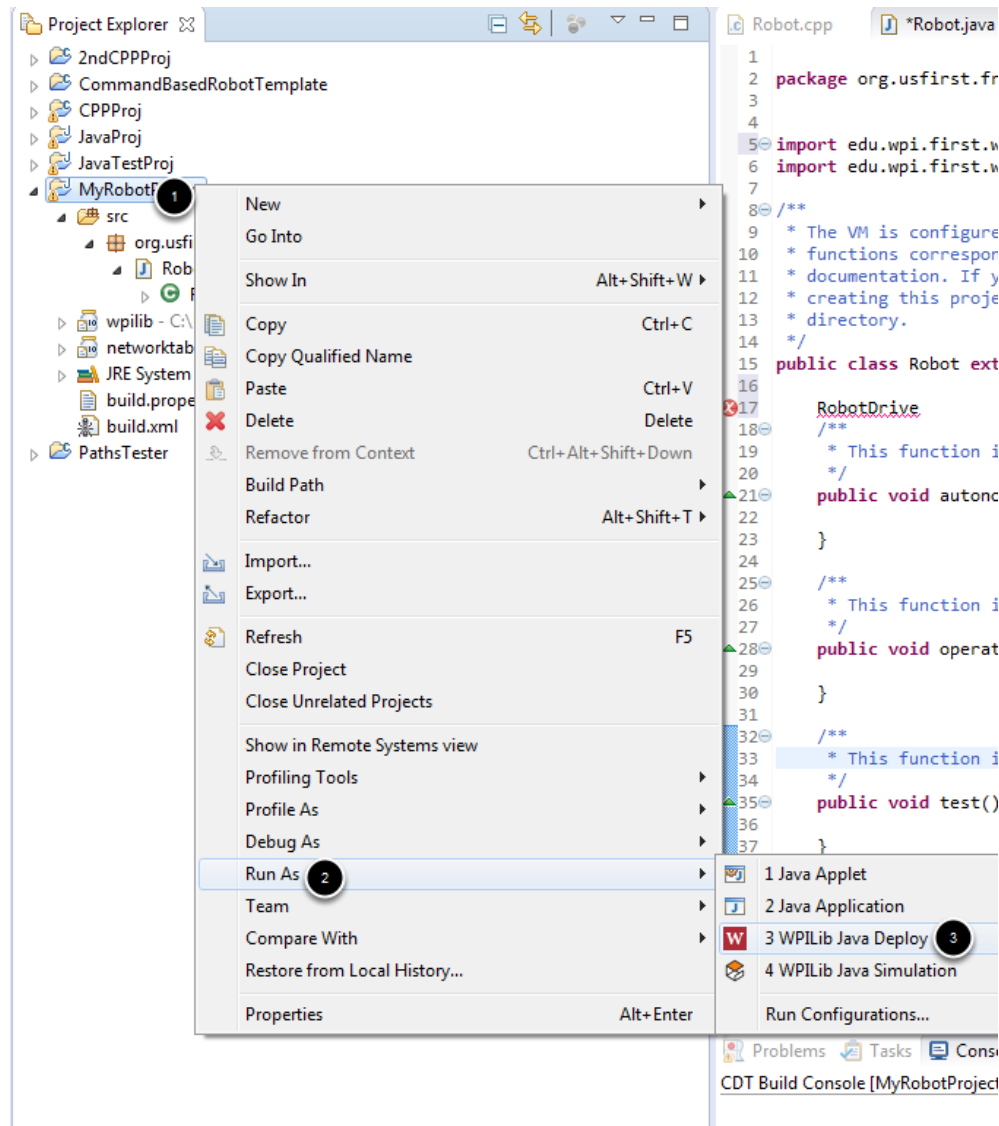 Project Explorer
2ndCPPProj
CommandBasedRobotTemplate
CPPProj
JavaProj
JavaTestProj
MyRobotP
src
org.usfi
Rob
wpilib - C:\
networktab
JRE System
build.prope
build.xml
PathsTester
1
New
Go Into
Show In Alt+Shift+W
Copy Ctrl+C
Copy Qualified Name
Paste Ctrl+V
Delete Delete
Remove from Context Ctrl+Alt+Shift+Down
Build Path
Refactor Alt+Shift+T
Import...
Export...
Refresh F5
Close Project
Close Unrelated Projects
Show in Remote Systems view
Profiling Tools
Profile As
Debug As
Run As 2
Team
Compare With
Restore from Local History...
Properties Alt+Enter
1 Java Applet
2 Java Application
3 WPILib Java Deploy 3
4 WPILib Java Simulation
Run Configurations...
Robot.cpp *Robot.java
1
2 package org.usfirst.fr
3
4
5 import edu.wpi.first.w
6 import edu.wpi.first.w
7
8 /**
9 * The VM is configure
10 * functions correspon
11 * documentation. If y
12 * creating this proje
13 * directory.
14 */
15 public class Robot ext
16
17 RobotDrive
18 /**
19 * This function i
20 */
21 public void autono
22
23 }
24
25 /**
26 * This function i
27 */
28 public void operat
29
30 }
31
32 /**
33 * This function i
34 */
35 public void test()
36
37 }
Problems Tasks Conso
CDT Build Console [MyRobotProject